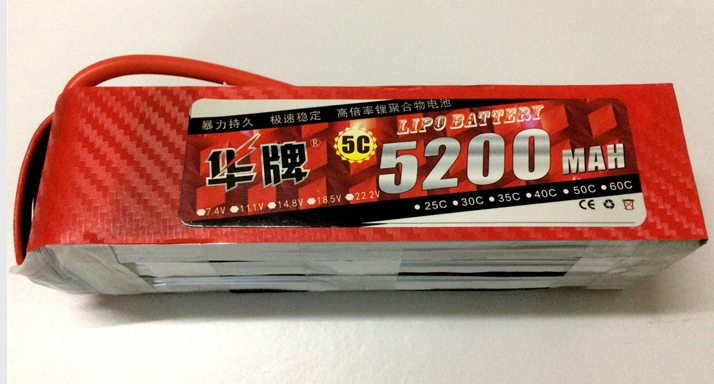 暴力持久 极速稳定 高倍率锂聚合物电池
LIPO BATTERY
华牌®
5C
5200 MAH
7.4V 11.1V 14.8V 18.5V 22.2V
25C 30C 35C 40C 50C 60C
CE